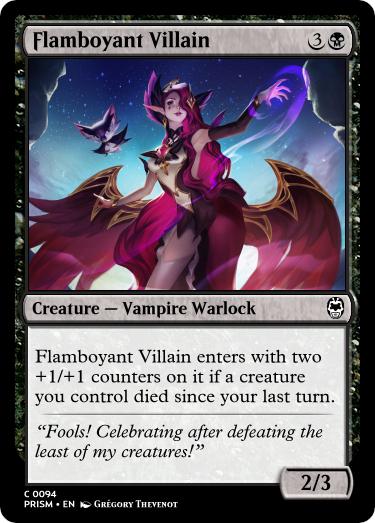 Flamboyant Villain 3
Creature — Vampire Warlock
Flamboyant Villain enters with two
+1/+1 counters on it if a creature
you control died since your last turn.
“Fools! Celebrating after defeating the
least of my creatures!”
2/3
C 0094
PRISM • EN Grégory Thevenot